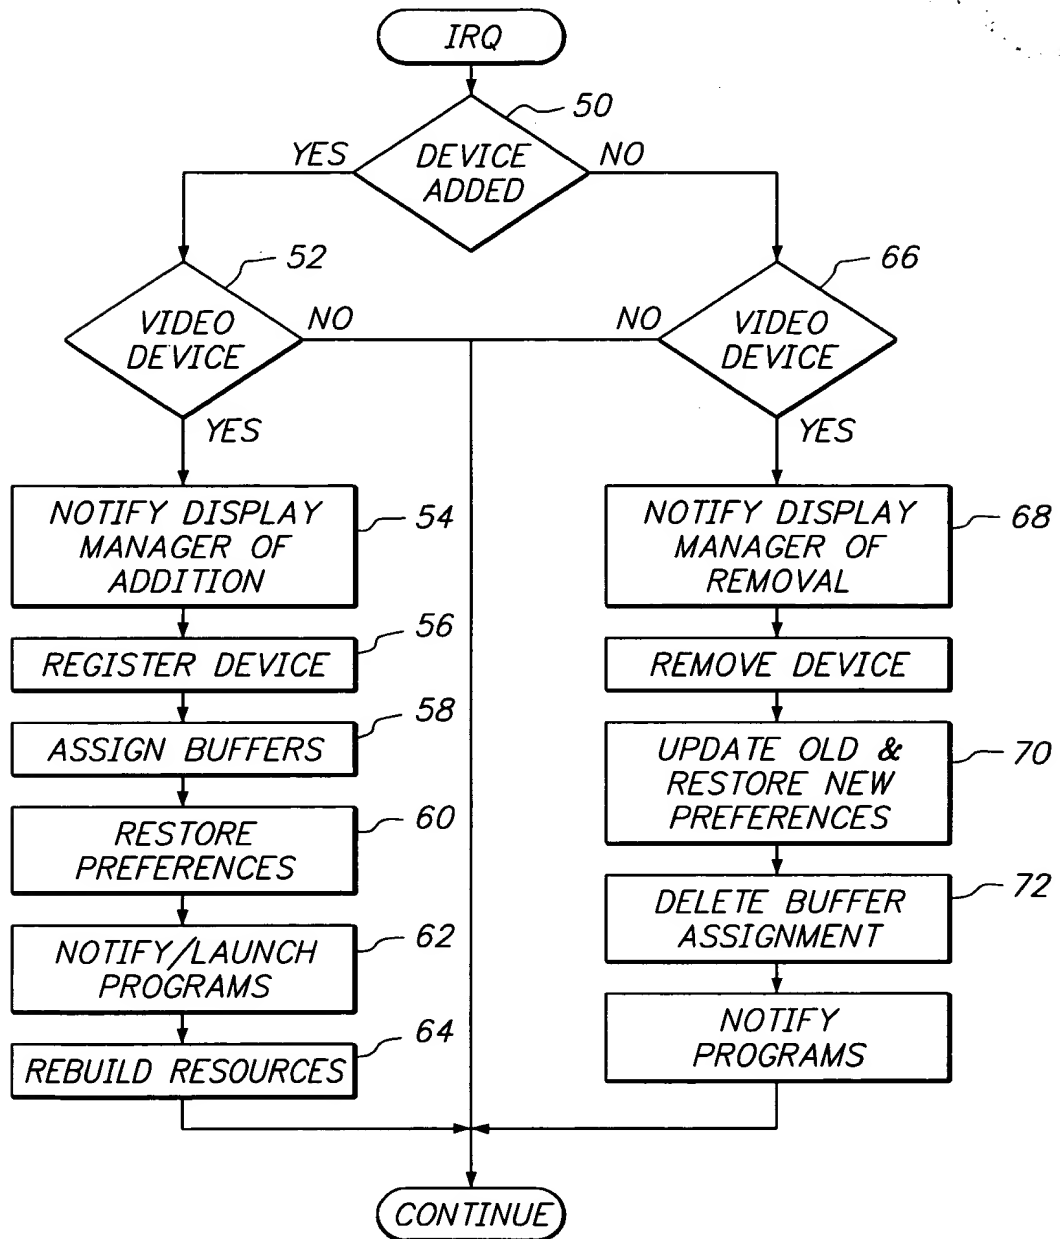 IRQ
50
DEVICE
ADDED
YES
NO
52
VIDEO
DEVICE
NO
YES
66
VIDEO
DEVICE
NO
YES
NOTIFY DISPLAY
MANAGER OF
ADDITION
54
REGISTER DEVICE
56
ASSIGN BUFFERS
58
RESTORE
PREFERENCES
60
NOTIFY/LAUNCH
PROGRAMS
62
REBUILD RESOURCES
64
NOTIFY DISPLAY
MANAGER OF
REMOVAL
68
REMOVE DEVICE
UPDATE OLD &
RESTORE NEW
PREFERENCES
70
DELETE BUFFER
ASSIGNMENT
72
NOTIFY
PROGRAMS
CONTINUE